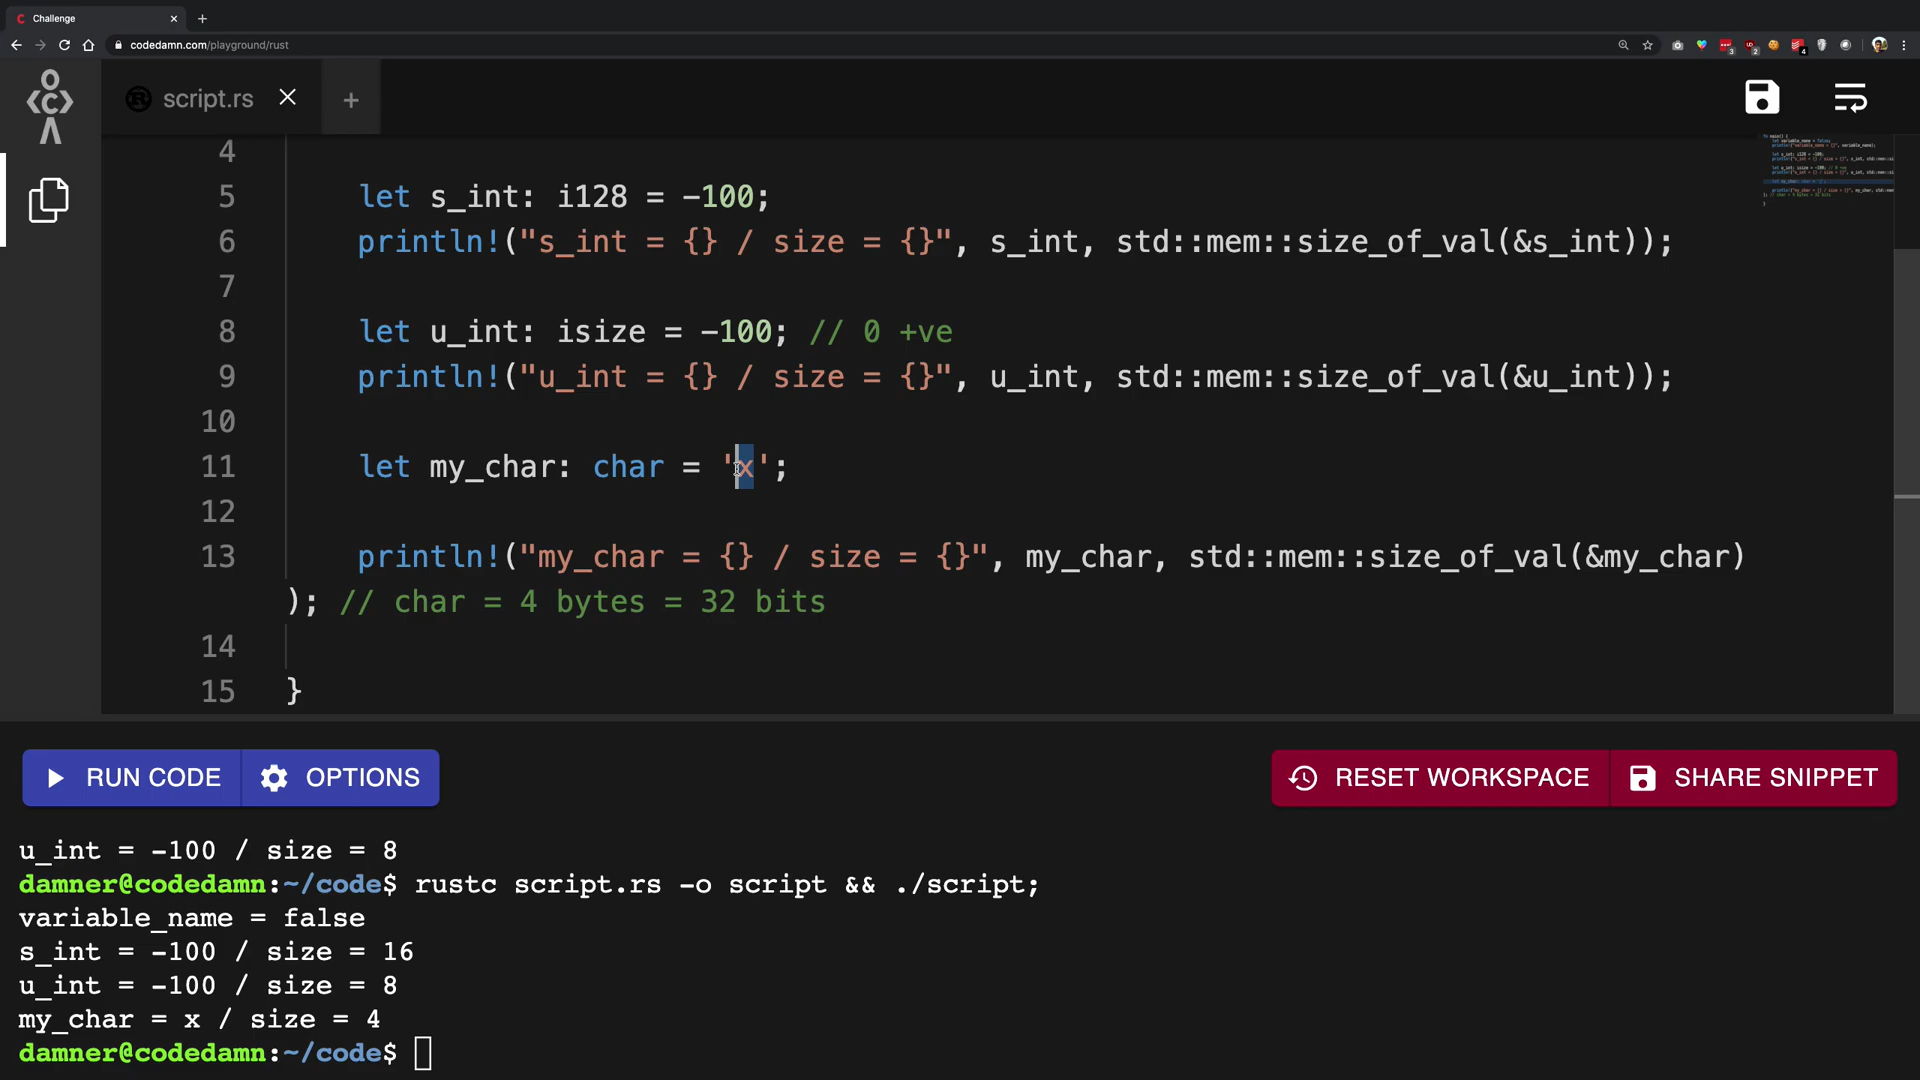 Challenge
codedamn.com/playground/rust
script.rs
4
5 let s_int: i128 = -100;
6 println!("s_int = {} / size = {}", s_int, std::mem::size_of_val(&s_int));
7
8 let u_int: isize = -100; // 0 +ve
9 println!("u_int = {} / size = {}", u_int, std::mem::size_of_val(&u_int));
10
11 let my_char: char = 'x';
12
13 println!("my_char = {} / size = {}", my_char, std::mem::size_of_val(&my_char)
); // char = 4 bytes = 32 bits
14
15 }
RUN CODE OPTIONS RESET WORKSPACE SHARE SNIPPET
u_int = -100 / size = 8
damner@codedamn:~/code$ rustc script.rs -o script && ./script;
variable_name = false
s_int = -100 / size = 16
u_int = -100 / size = 8
my_char = x / size = 4
damner@codedamn:~/code$